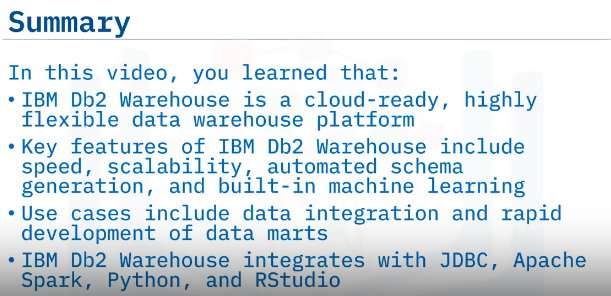 Summary
In this video, you learned that:
• IBM Db2 Warehouse is a cloud-ready, highly
flexible data warehouse platform
• Key features of IBM Db2 Warehouse include
speed, scalability, automated schema
generation, and built-in machine learning
• Use cases include data integration and rapid
development of data marts
• IBM Db2 Warehouse integrates with JDBC, Apache
Spark, Python, and RStudio